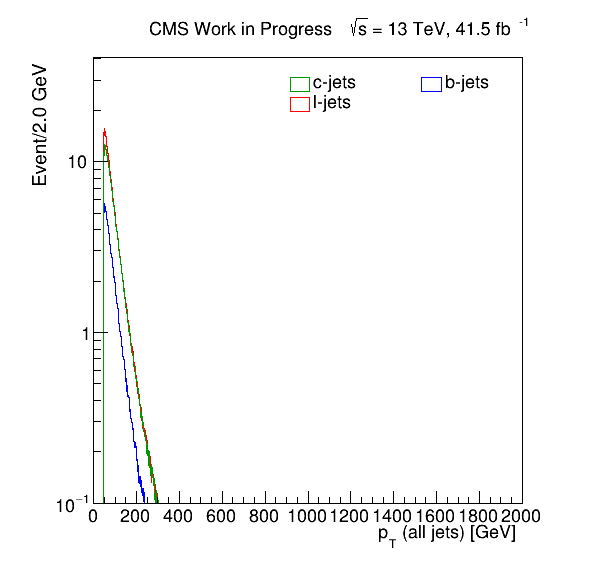 CMS Work in Progress √s = 13 TeV, 41.5 fb⁻¹
Event/2.0 GeV
c-jets b-jets
l-jets
10
1
10⁻¹
0 200 400 600 800 1000 1200 1400 1600 1800 2000
p_T (all jets) [GeV]